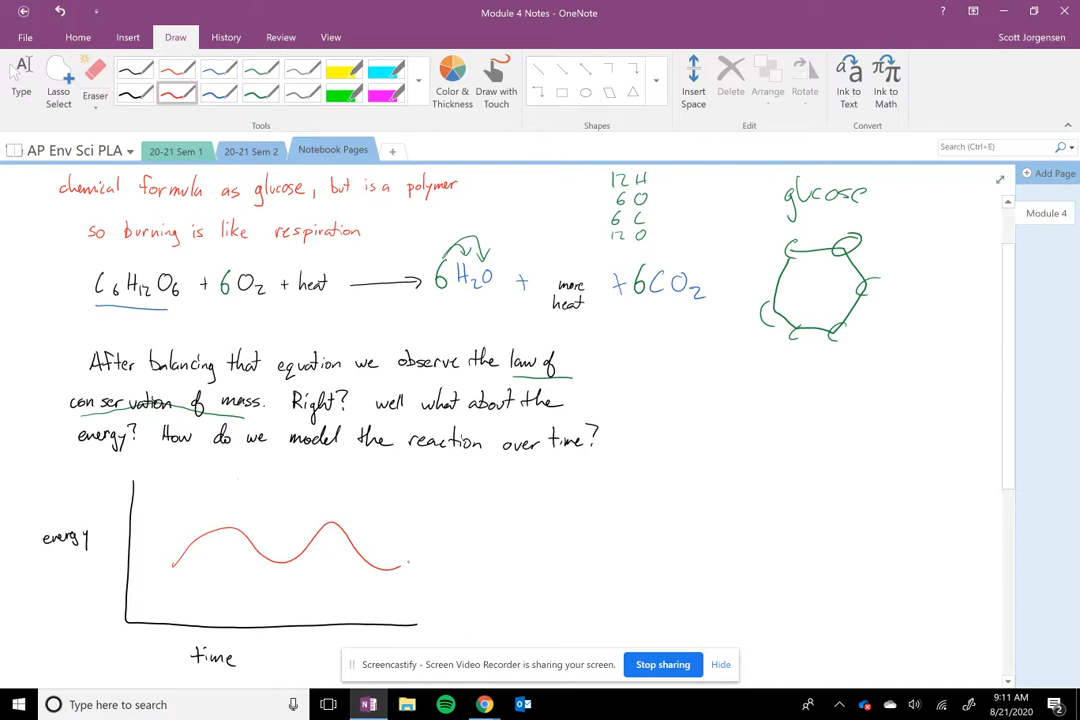 Module 4 Notes - OneNote
File Home Insert Draw History Review View Scott Jorgensen
Type Lasso Select Eraser Color & Thickness Draw with Touch Insert Space Delete Arrange Rotate Ink to Text Ink to Math
Tools Shapes Edit Convert
AP Env Sci PLA 20-21 Sem 1 20-21 Sem 2 Notebook Pages + Search (Ctrl+E)
Add Page
Module 4
chemical formula as glucose, but is a polymer
so burning is like respiration
12 H
6 O
6 C
12 O
glucose
C6H12O6 + 6O2 + heat → 6H2O + more heat + 6CO2
After balancing that equation we observe the law of
conservation of mass. Right? well what about the
energy? How do we model the reaction over time?
energy
time
Screencastify - Screen Video Recorder is sharing your screen. Stop sharing Hide
Type here to search
9:11 AM
8/21/2020
2